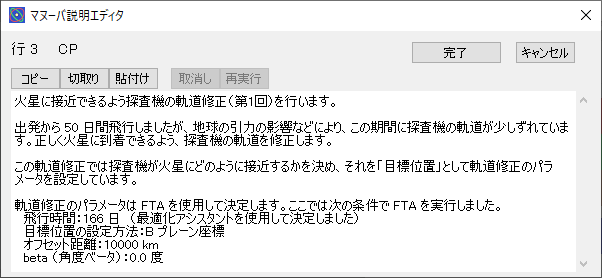 マヌーバ説明エディタ
行 3 CP
完了
キャンセル
コピー
切取り
貼付け
取消し
再実行
火星に接近できるよう探査機の軌道修正（第1回）を行います。
出発から 50 日間飛行しましたが、地球の引力の影響などにより、この期間に探査機の軌道が少しずれていま
す。正しく火星に到着できるよう、探査機の軌道を修正します。
この軌道修正では探査機が火星にどのように接近するかを決め、それを「目標位置」として軌道修正のパラ
メータを設定しています。
軌道修正のパラメータは FTA を使用して決定します。ここでは次の条件で FTA を実行しました。
飛行時間：166 日 （最適化アシスタントを使用して決定しました）
目標位置の設定方法：B プレーン座標
オフセット距離：10000 km
beta （角度ベータ）：0.0 度